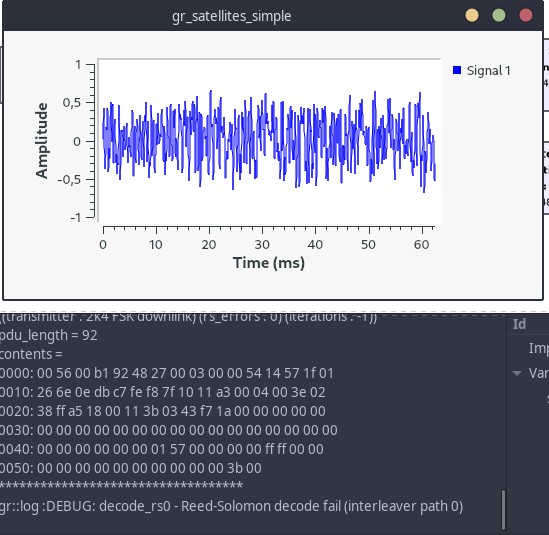 gr_satellites_simple
Signal 1
Amplitude
1
0,5
0
-0,5
-1
0 10 20 30 40 50 60
Time (ms)
((transmitter . 2k4 FSK downlink) (rs_errors . 0) (iterations . -1))
pdu_length = 92
contents =
0000: 00 56 00 b1 92 48 27 00 03 00 00 54 14 57 1f 01
0010: 26 6e 0e db c7 fe f8 7f 10 11 a3 00 04 00 3e 02
0020: 38 ff a5 18 00 11 3b 03 43 f7 1a 00 00 00 00 00
0030: 00 00 00 00 00 00 00 00 00 00 00 00 00 00 00 00
0040: 00 00 00 00 00 00 01 57 00 00 00 00 ff ff 00 00
0050: 00 00 00 00 00 00 00 00 00 00 3b 00
***********************************
gr::log :DEBUG: decode_rs0 - Reed-Solomon decode fail (interleaver path 0)
Id
Imp
Var